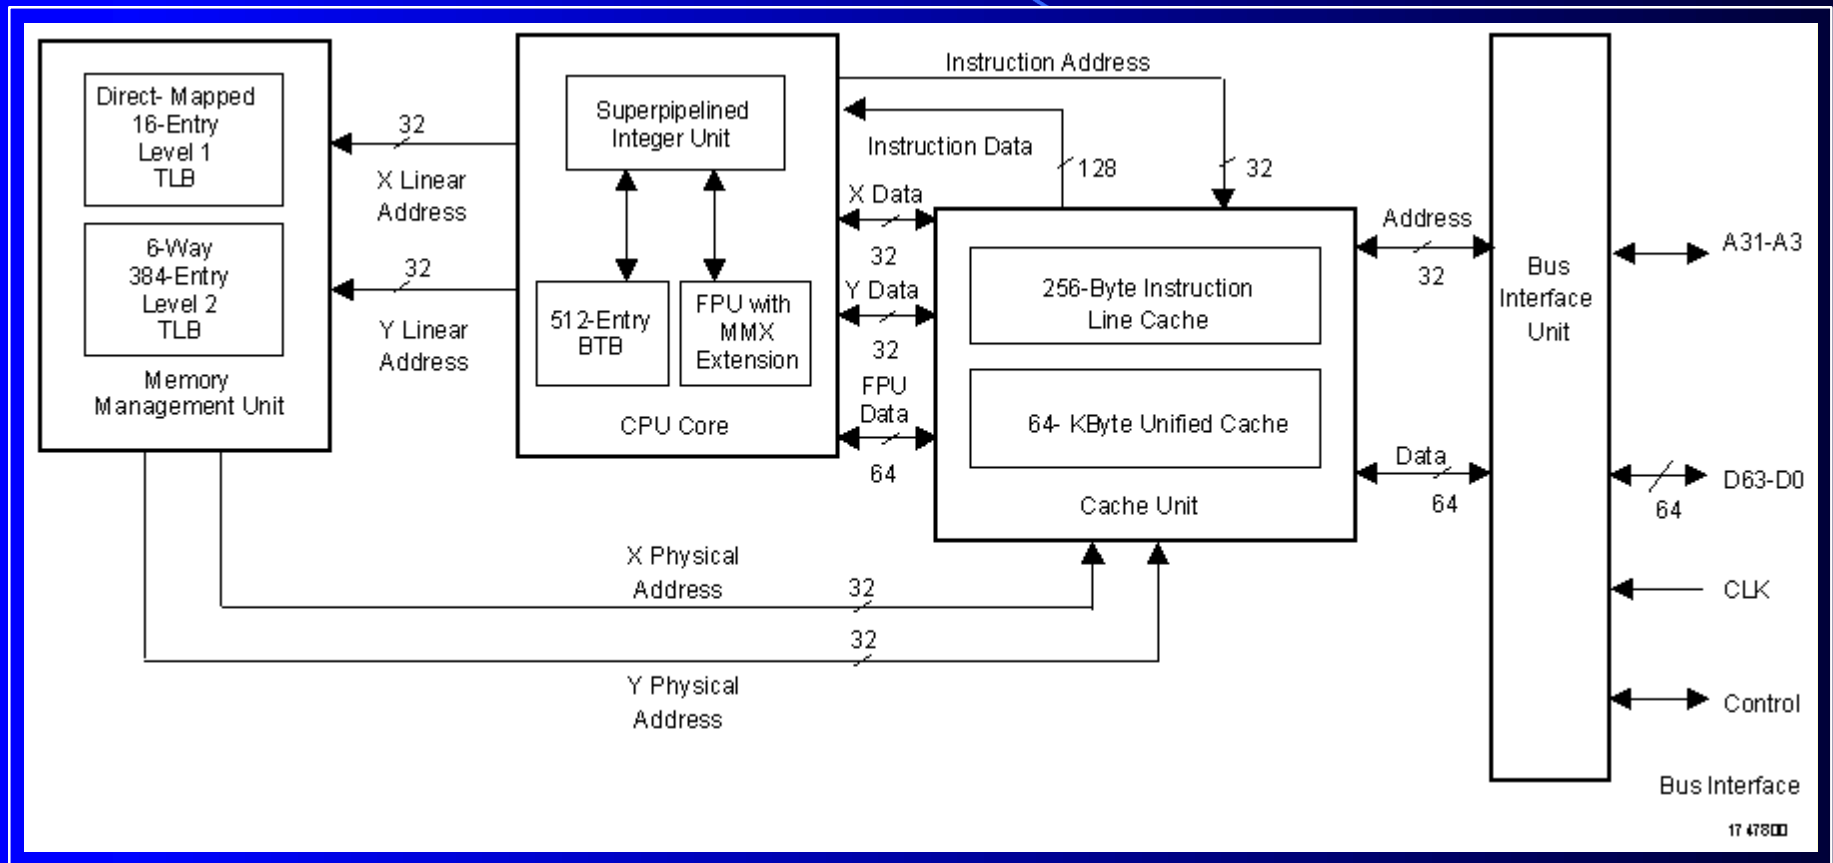 Direct- Mapped
16-Entry
Level 1
TLB
6-Way
384-Entry
Level 2
TLB
Memory
Management Unit
32
X Linear
Address
32
Y Linear
Address
Superpipelined
Integer Unit
512-Entry
BTB
FPU with
MMX
Extension
CPU Core
Instruction Address
Instruction Data
128
32
X Data
32
Y Data
32
FPU
Data
64
256-Byte Instruction
Line Cache
64- KByte Unified Cache
Cache Unit
Address
32
Data
64
X Physical
Address
32
32
Y Physical
Address
Bus
Interface
Unit
A31-A3
D63-D0
64
CLK
Control
Bus Interface